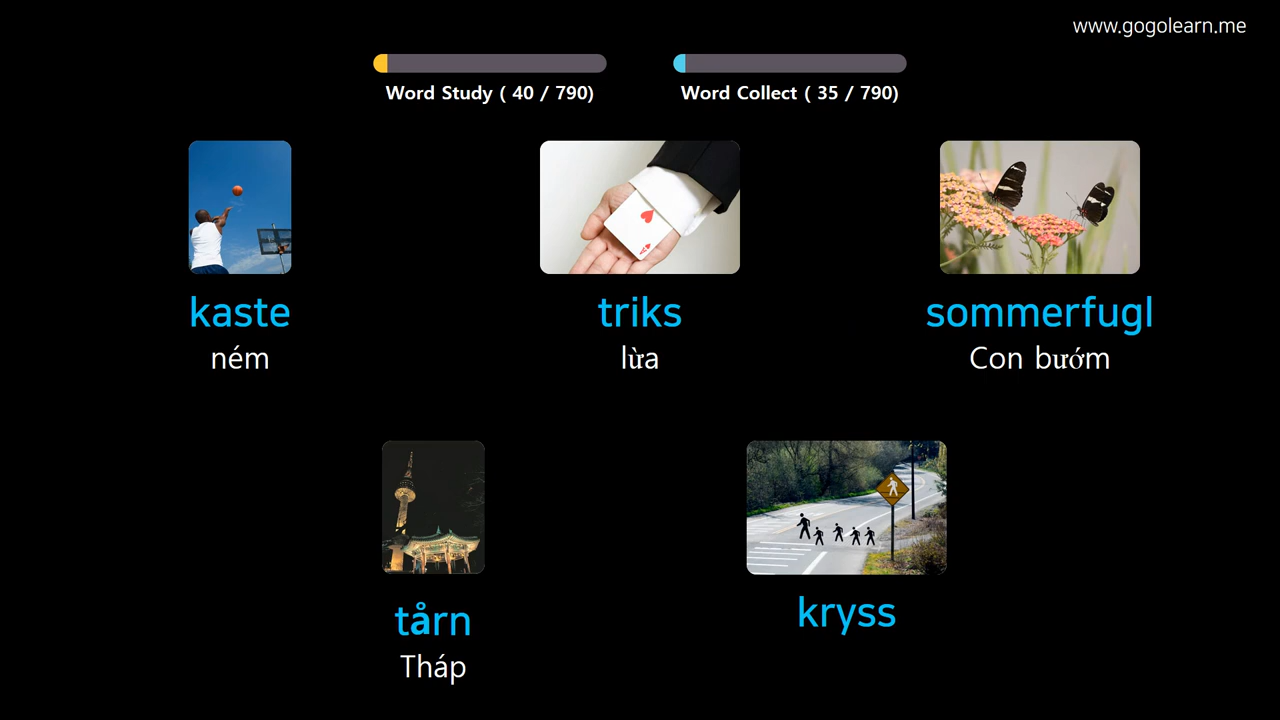 www.gogolearn.me
Word Study ( 40 / 790)
Word Collect ( 35 / 790)
kaste
ném
triks
lừa
sommerfugl
Con bướm
tårn
Tháp
kryss